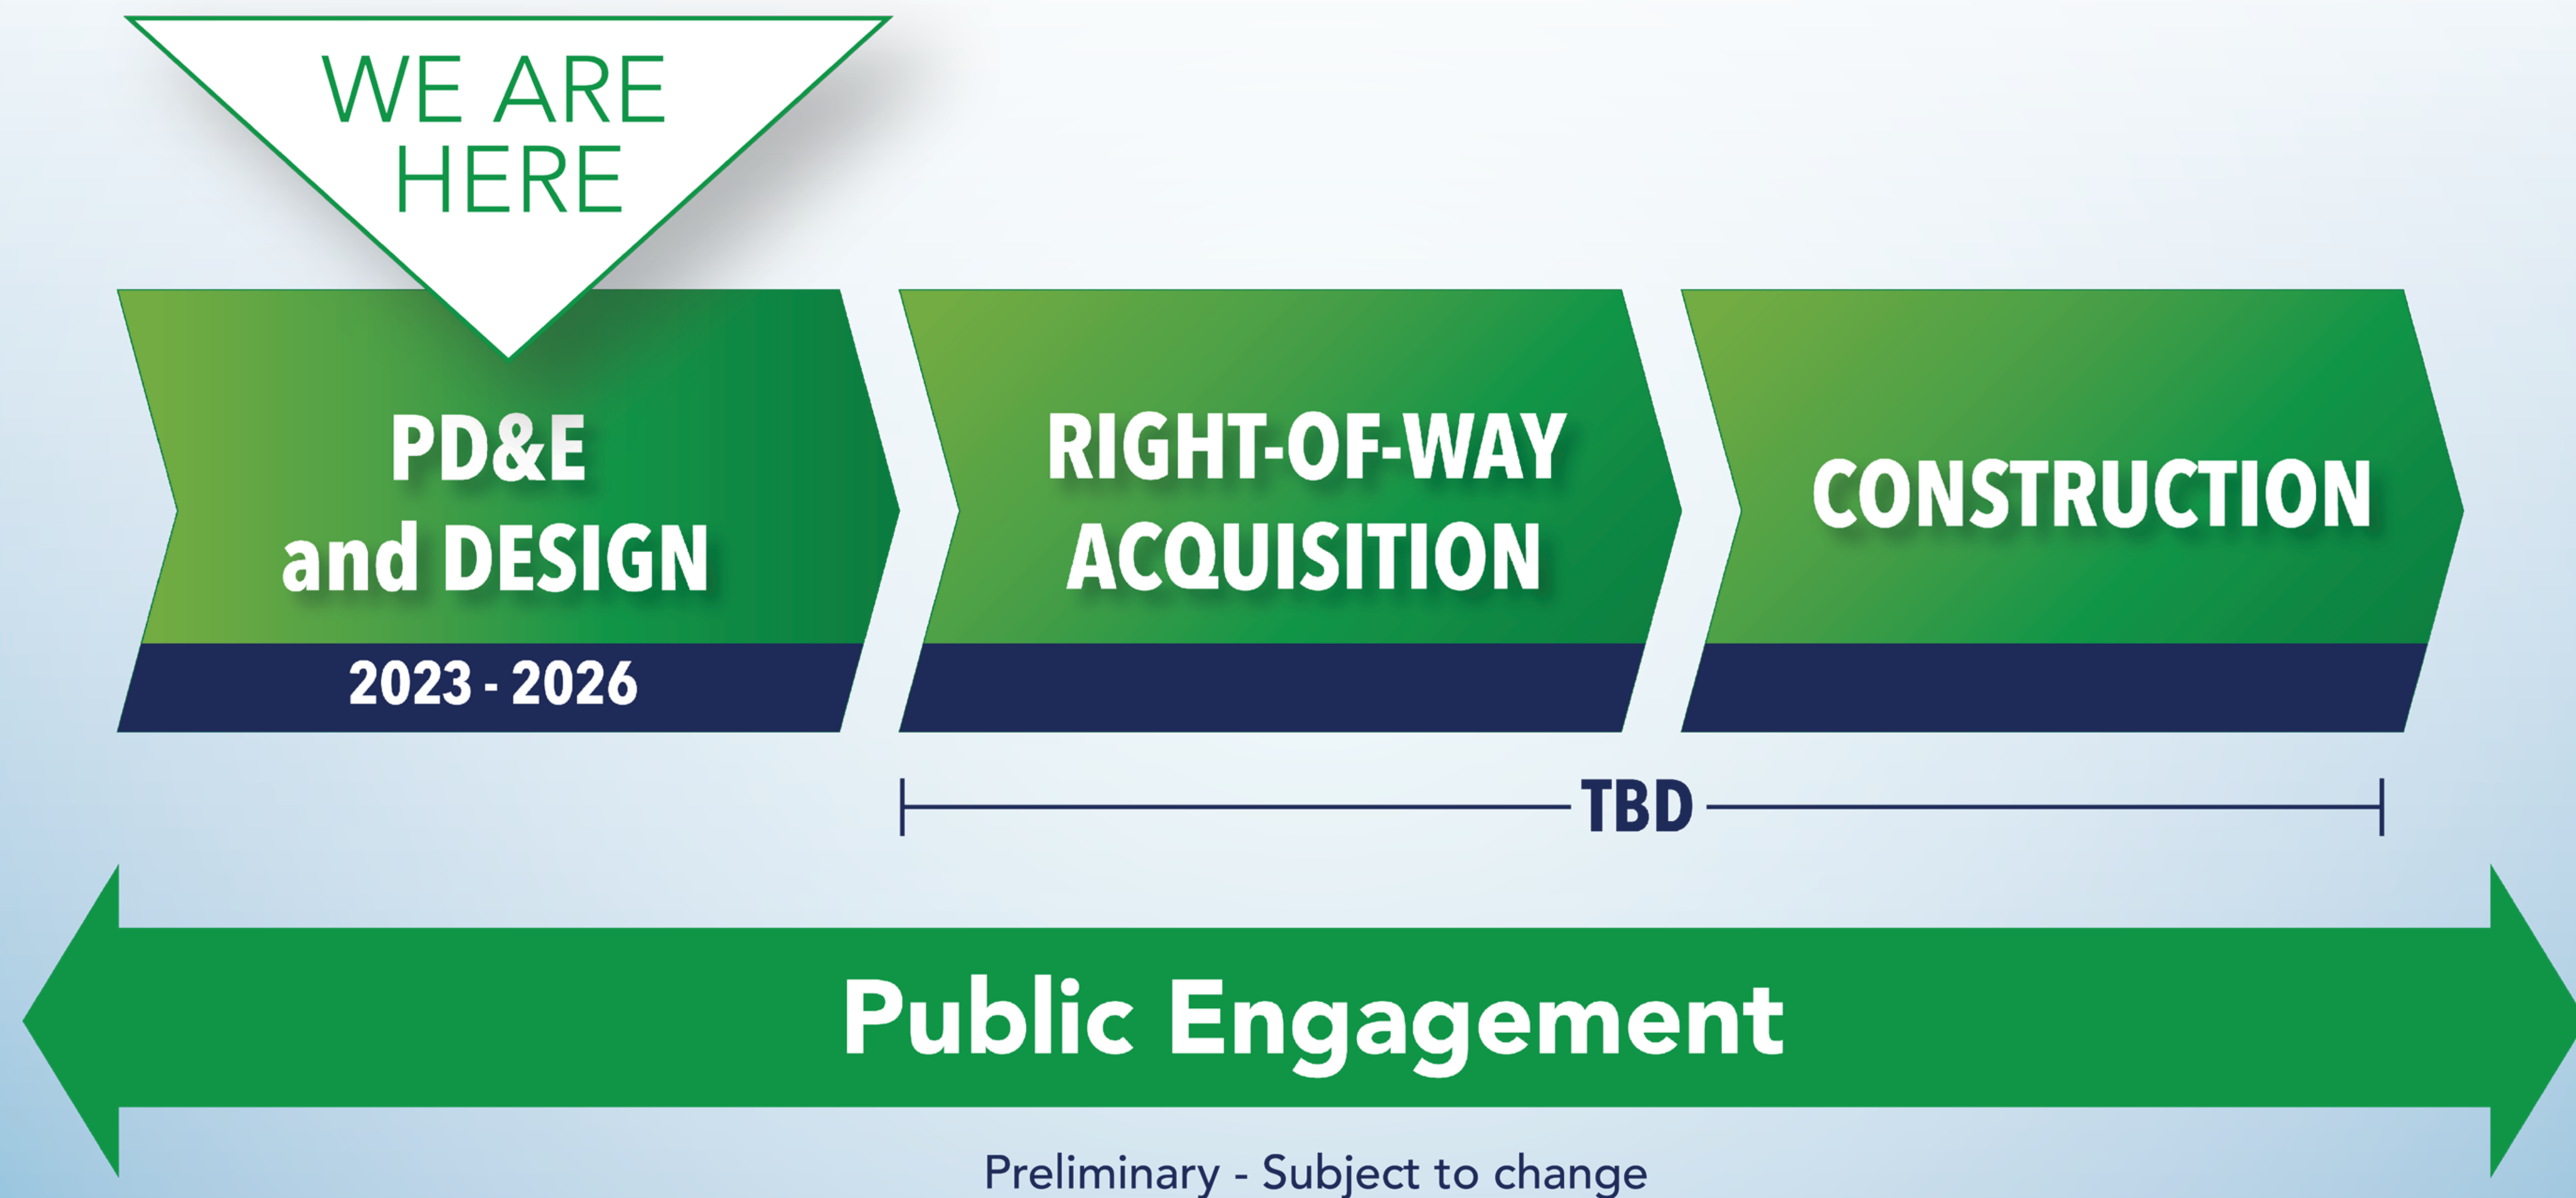 WE ARE
HERE
PD&E
and DESIGN
2023 - 2026
RIGHT-OF-WAY
ACQUISITION
CONSTRUCTION
TBD
Public Engagement
Preliminary - Subject to change